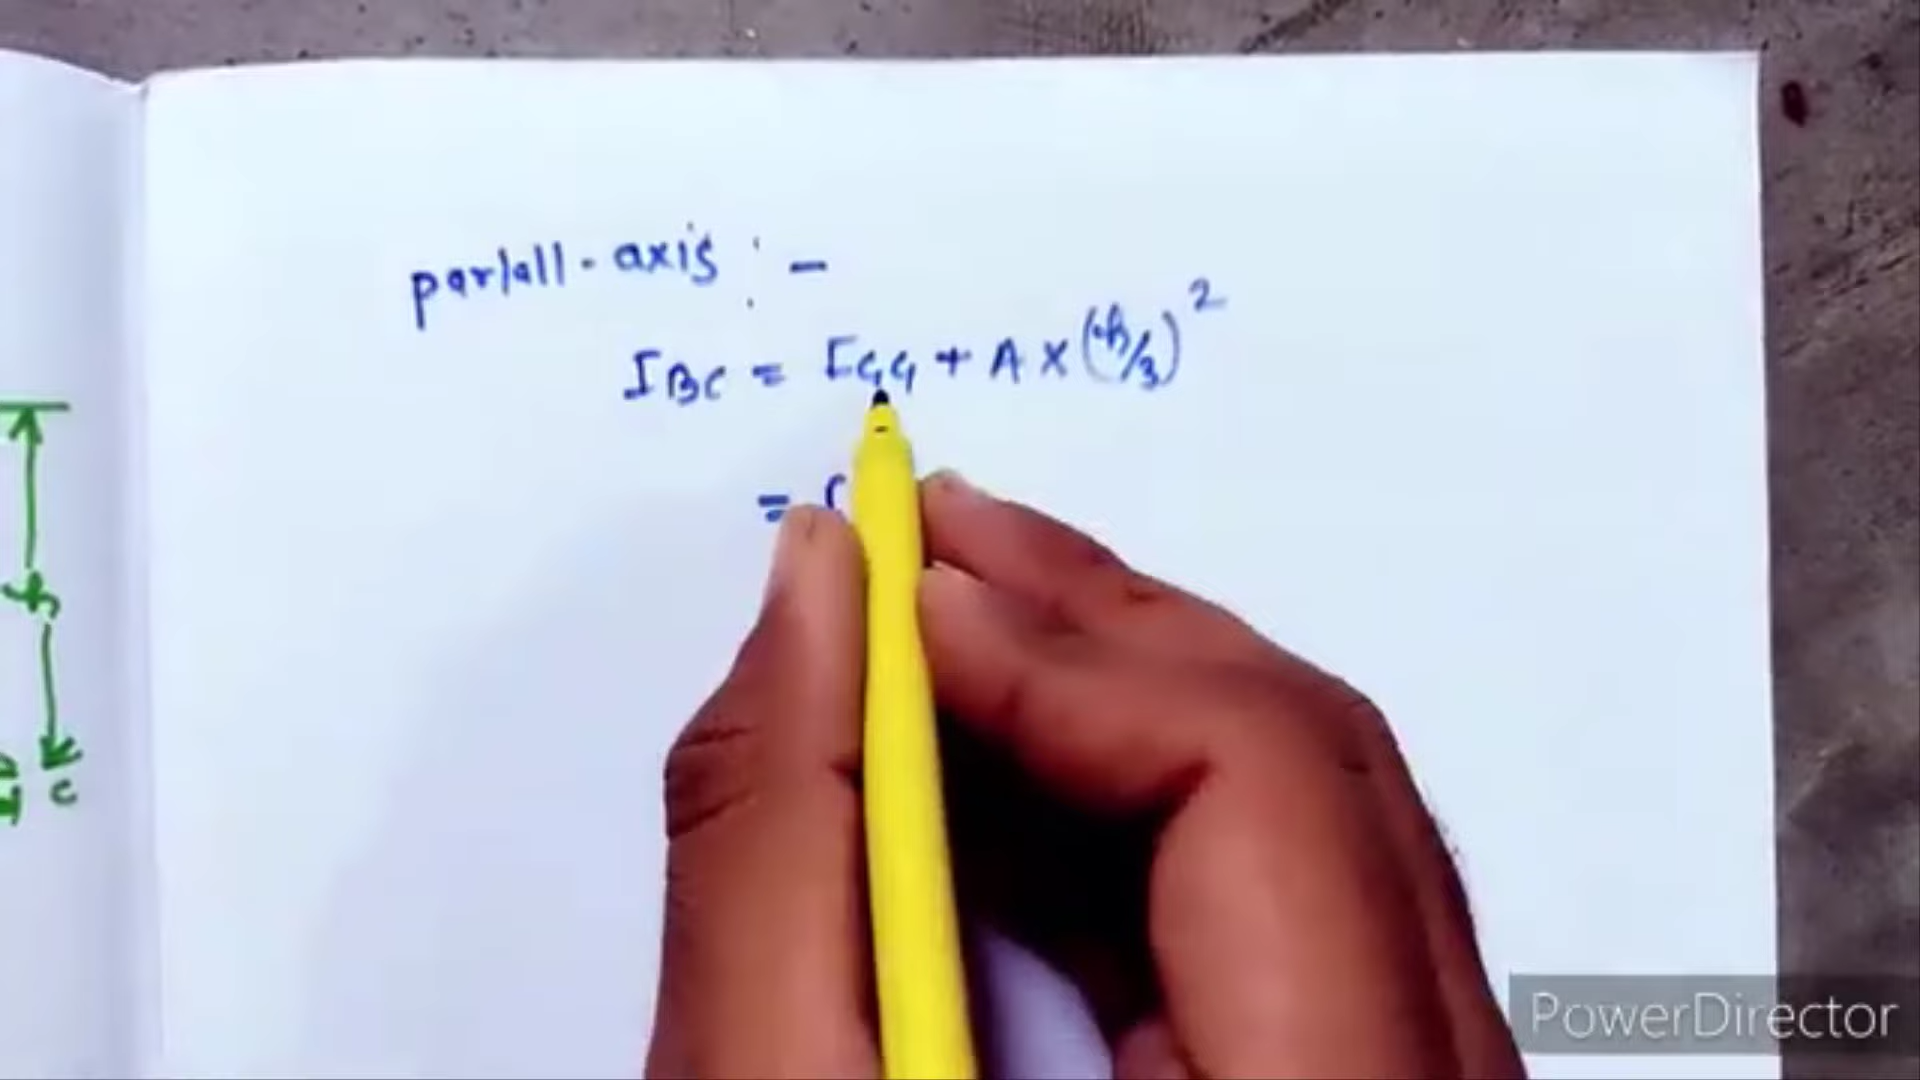 parlall-axis :-
IBC = IGG + A x (h/3)²
= I
h
C
PowerDirector